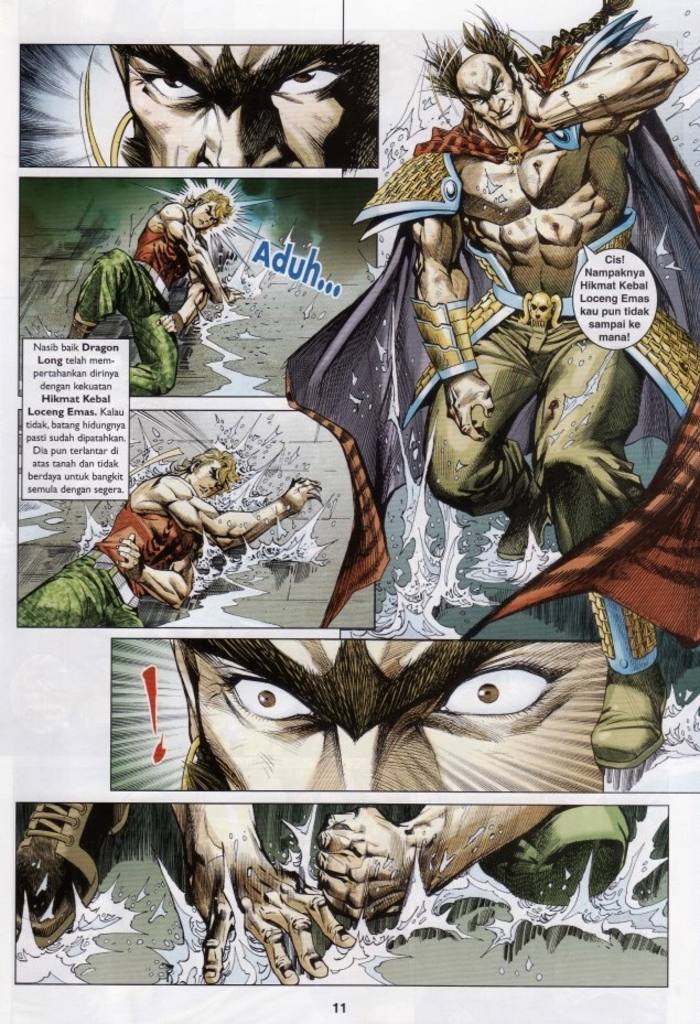 Aduh...
Cis!
Nampaknya
Hikmat Kebal
Loceng Emas
kau pun tidak
sampai ke
mana!
Nasib baik Dragon
Long telah mem-
pertahankan dirinya
dengan kekuatan
Hikmat Kebal
Loceng Emas. Kalau
tidak, batang hidungnya
pasti sudah dipatahkan.
Dia pun terlantar di
atas tanah dan tidak
berdaya untuk bangkit
semula dengan segera.
!
11